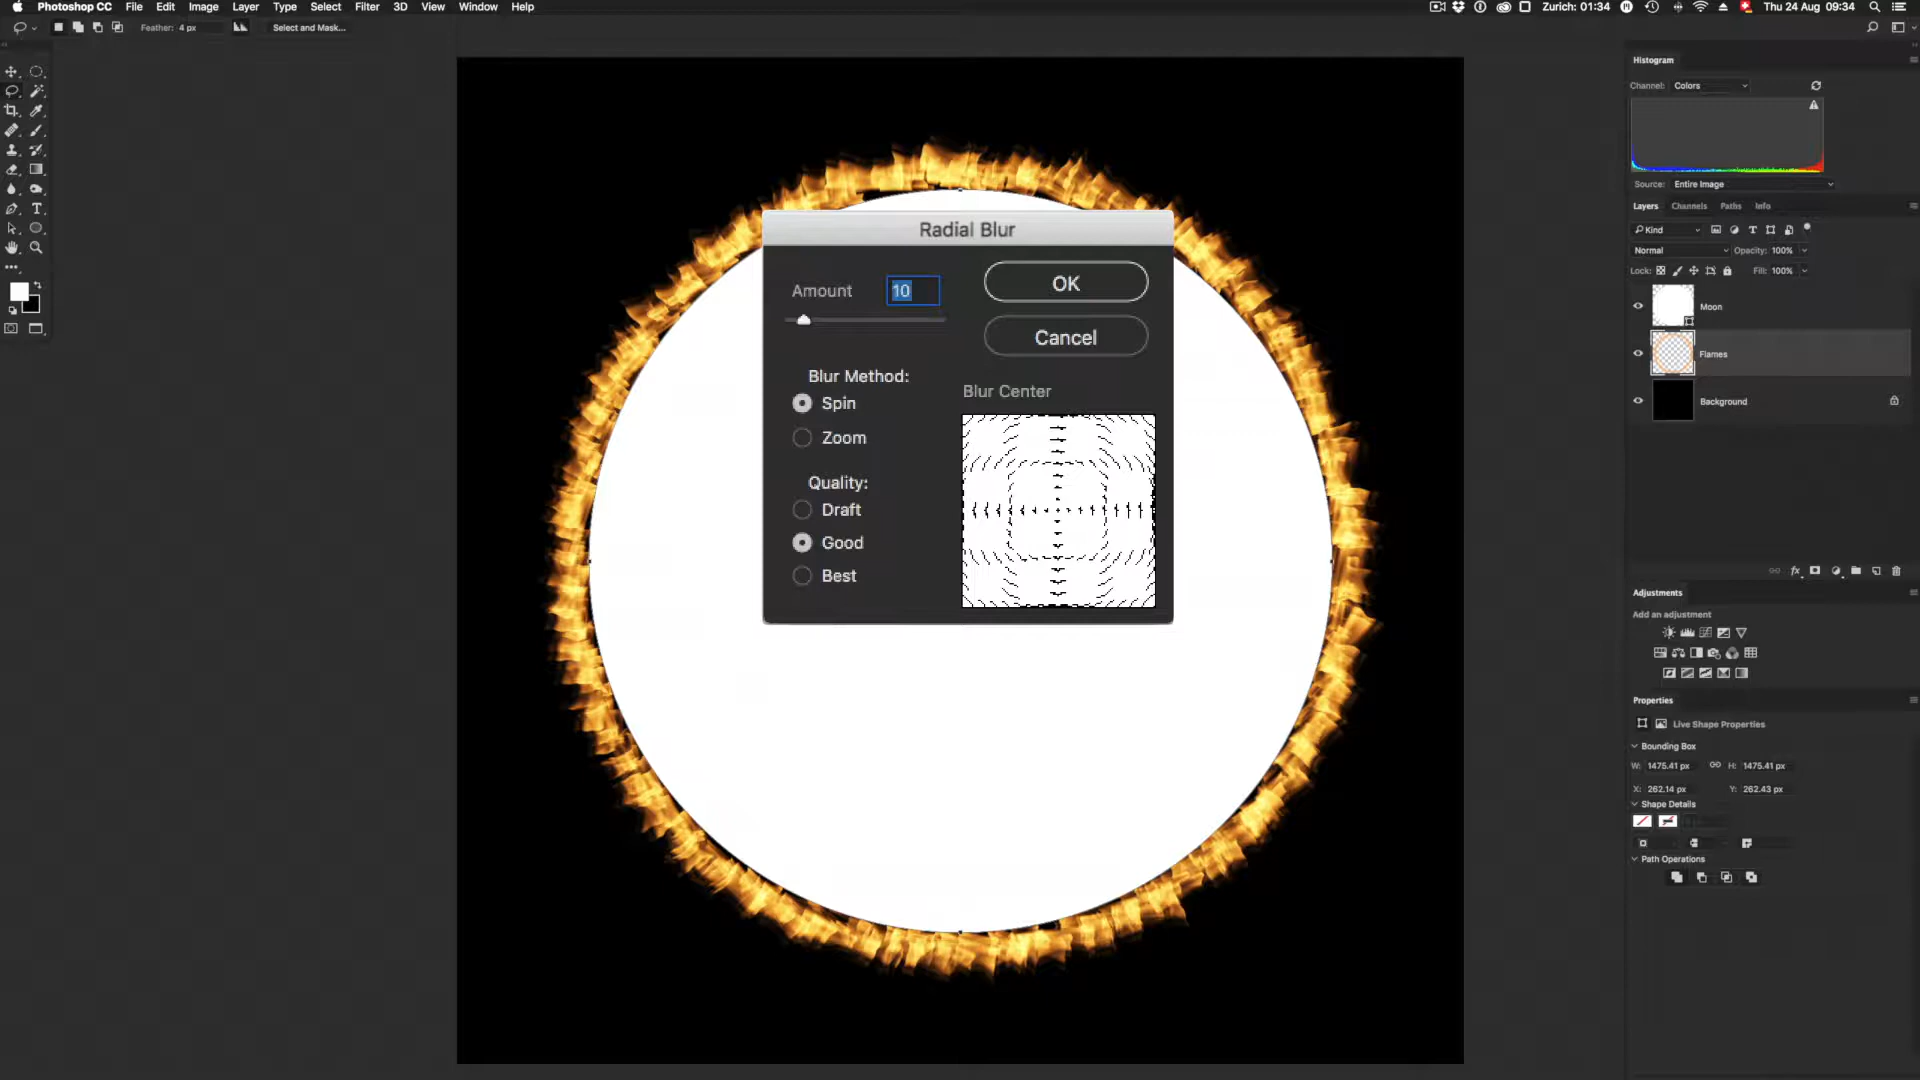 Photoshop CC File Edit Image Layer Type Select Filter 3D View Window Help
Zurich: 01:34 Thu 24 Aug 09:34
Feather: 4 px Select and Mask...
Histogram
Channel: Colors
Source: Entire Image
Layers Channels Paths Info
Kind
Normal Opacity: 100%
Lock: Fill: 100%
Moon
Flames
Background
Adjustments
Add an adjustment
Properties
Live Shape Properties
Bounding Box
W: 1475.41 px H: 1475.41 px
X: 262.14 px Y: 262.43 px
Shape Details
Path Operations
Radial Blur
Amount 10
OK
Cancel
Blur Method:
Spin
Zoom
Blur Center
Quality:
Draft
Good
Best